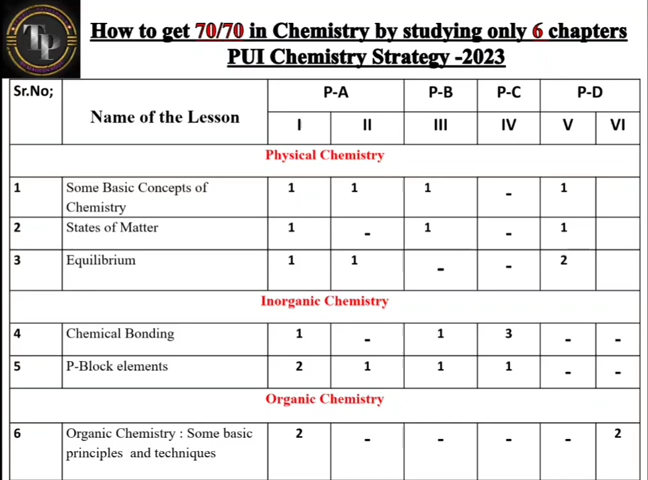 TP
How to get 70/70 in Chemistry by studying only 6 chapters
PUI Chemistry Strategy -2023
Sr.No; Name of the Lesson P-A P-B P-C P-D
I II III IV V VI
Physical Chemistry
1 Some Basic Concepts of 1 1 1 - 1
Chemistry
2 States of Matter 1 - 1 - 1
3 Equilibrium 1 1 - - 2
Inorganic Chemistry
4 Chemical Bonding 1 - 1 3 - -
5 P-Block elements 2 1 1 1 - -
Organic Chemistry
6 Organic Chemistry : Some basic 2 - - - - 2
principles and techniques